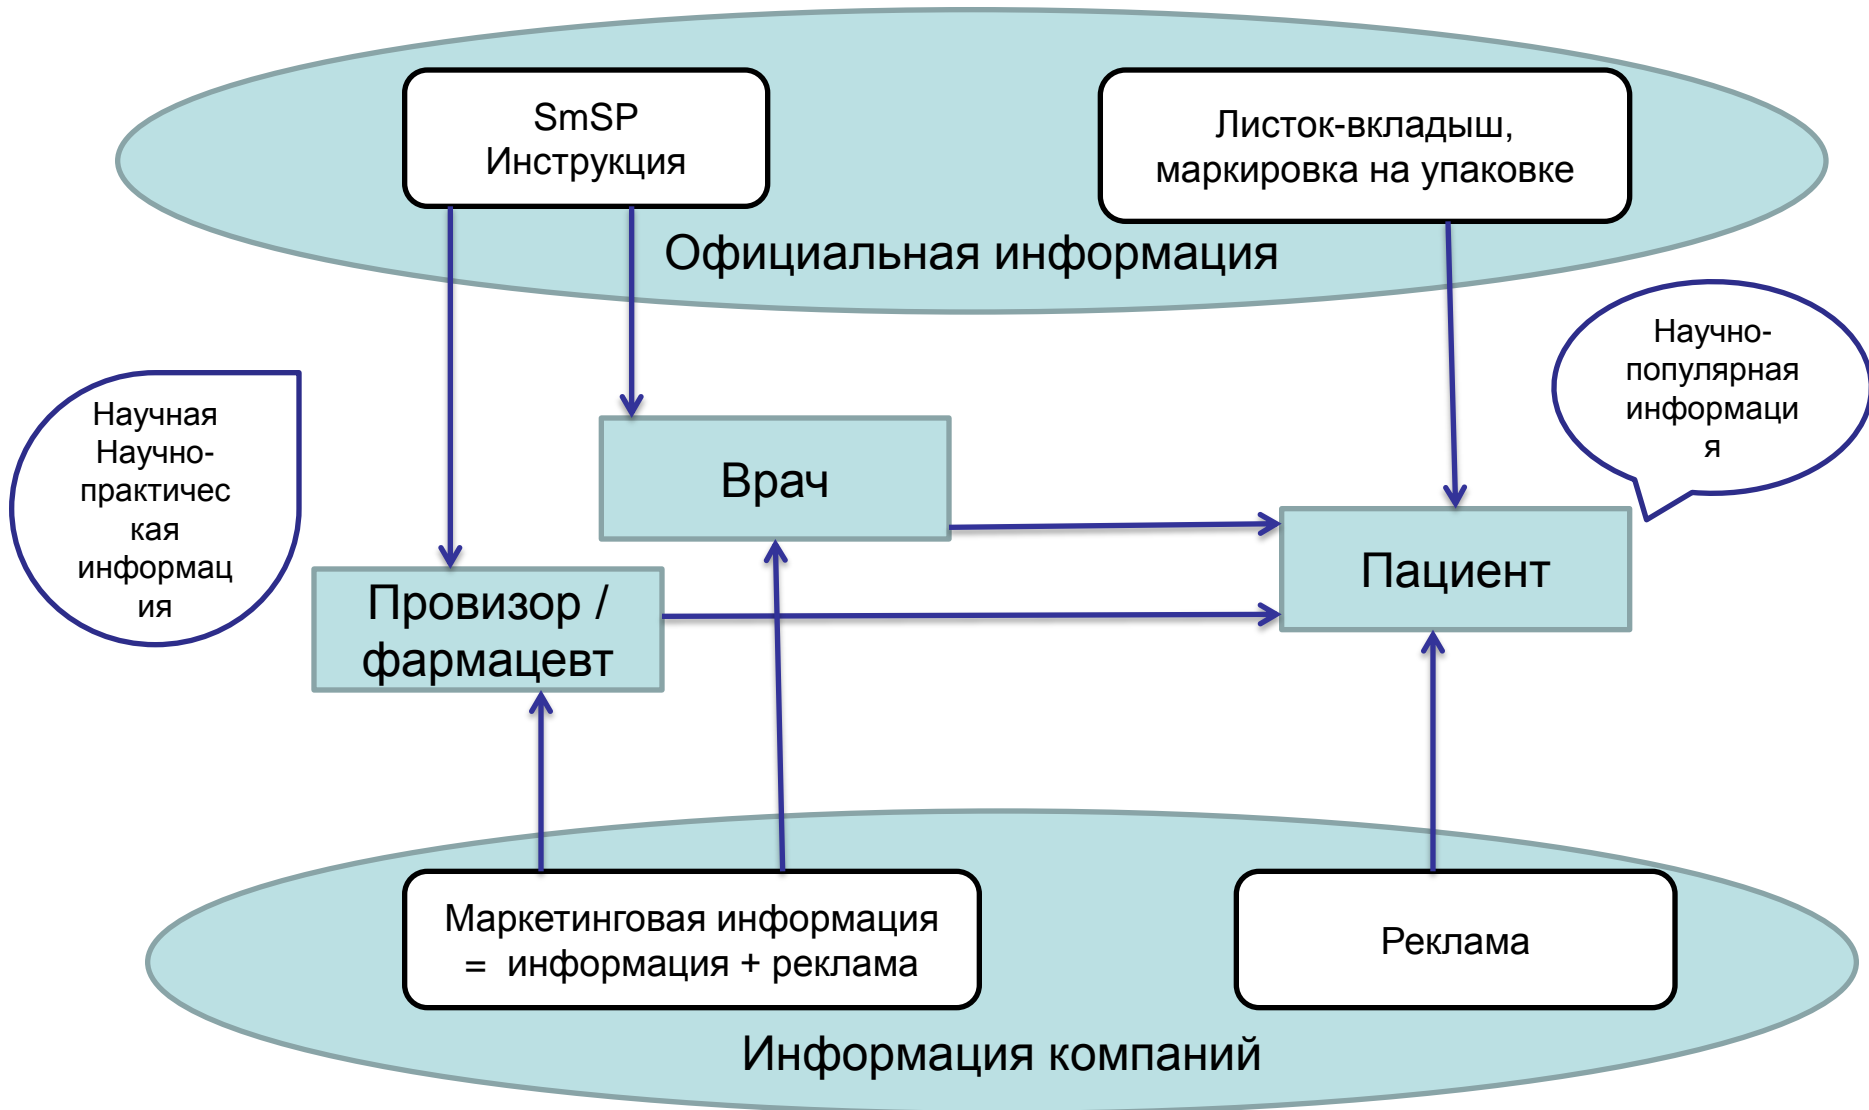 SmSP
Инструкция
Листок-вкладыш,
маркировка на упаковке
Официальная информация
Научно-
популярная
информаци
я
Научная
Научно-
практичес
кая
информац
ия
Врач
Пациент
Провизор /
фармацевт
Маркетинговая информация
= информация + реклама
Реклама
Информация компаний